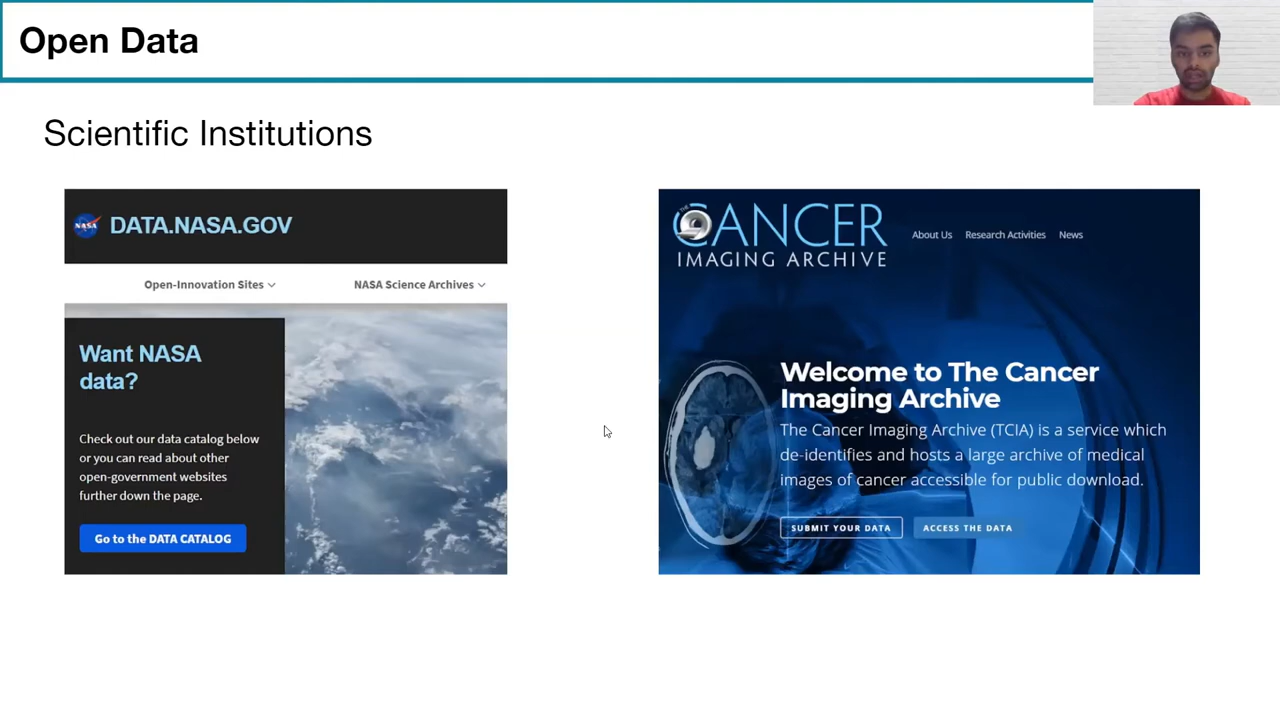 Open Data
Scientific Institutions
NASA
DATA.NASA.GOV
Open-Innovation Sites
NASA Science Archives
Want NASA
data?
Check out our data catalog below
or you can read about other
open-government websites
further down the page.
Go to the DATA CATALOG
THE
CANCER
IMAGING ARCHIVE
About Us
Research Activities
News
Welcome to The Cancer
Imaging Archive
The Cancer Imaging Archive (TCIA) is a service which
de-identifies and hosts a large archive of medical
images of cancer accessible for public download.
SUBMIT YOUR DATA
ACCESS THE DATA